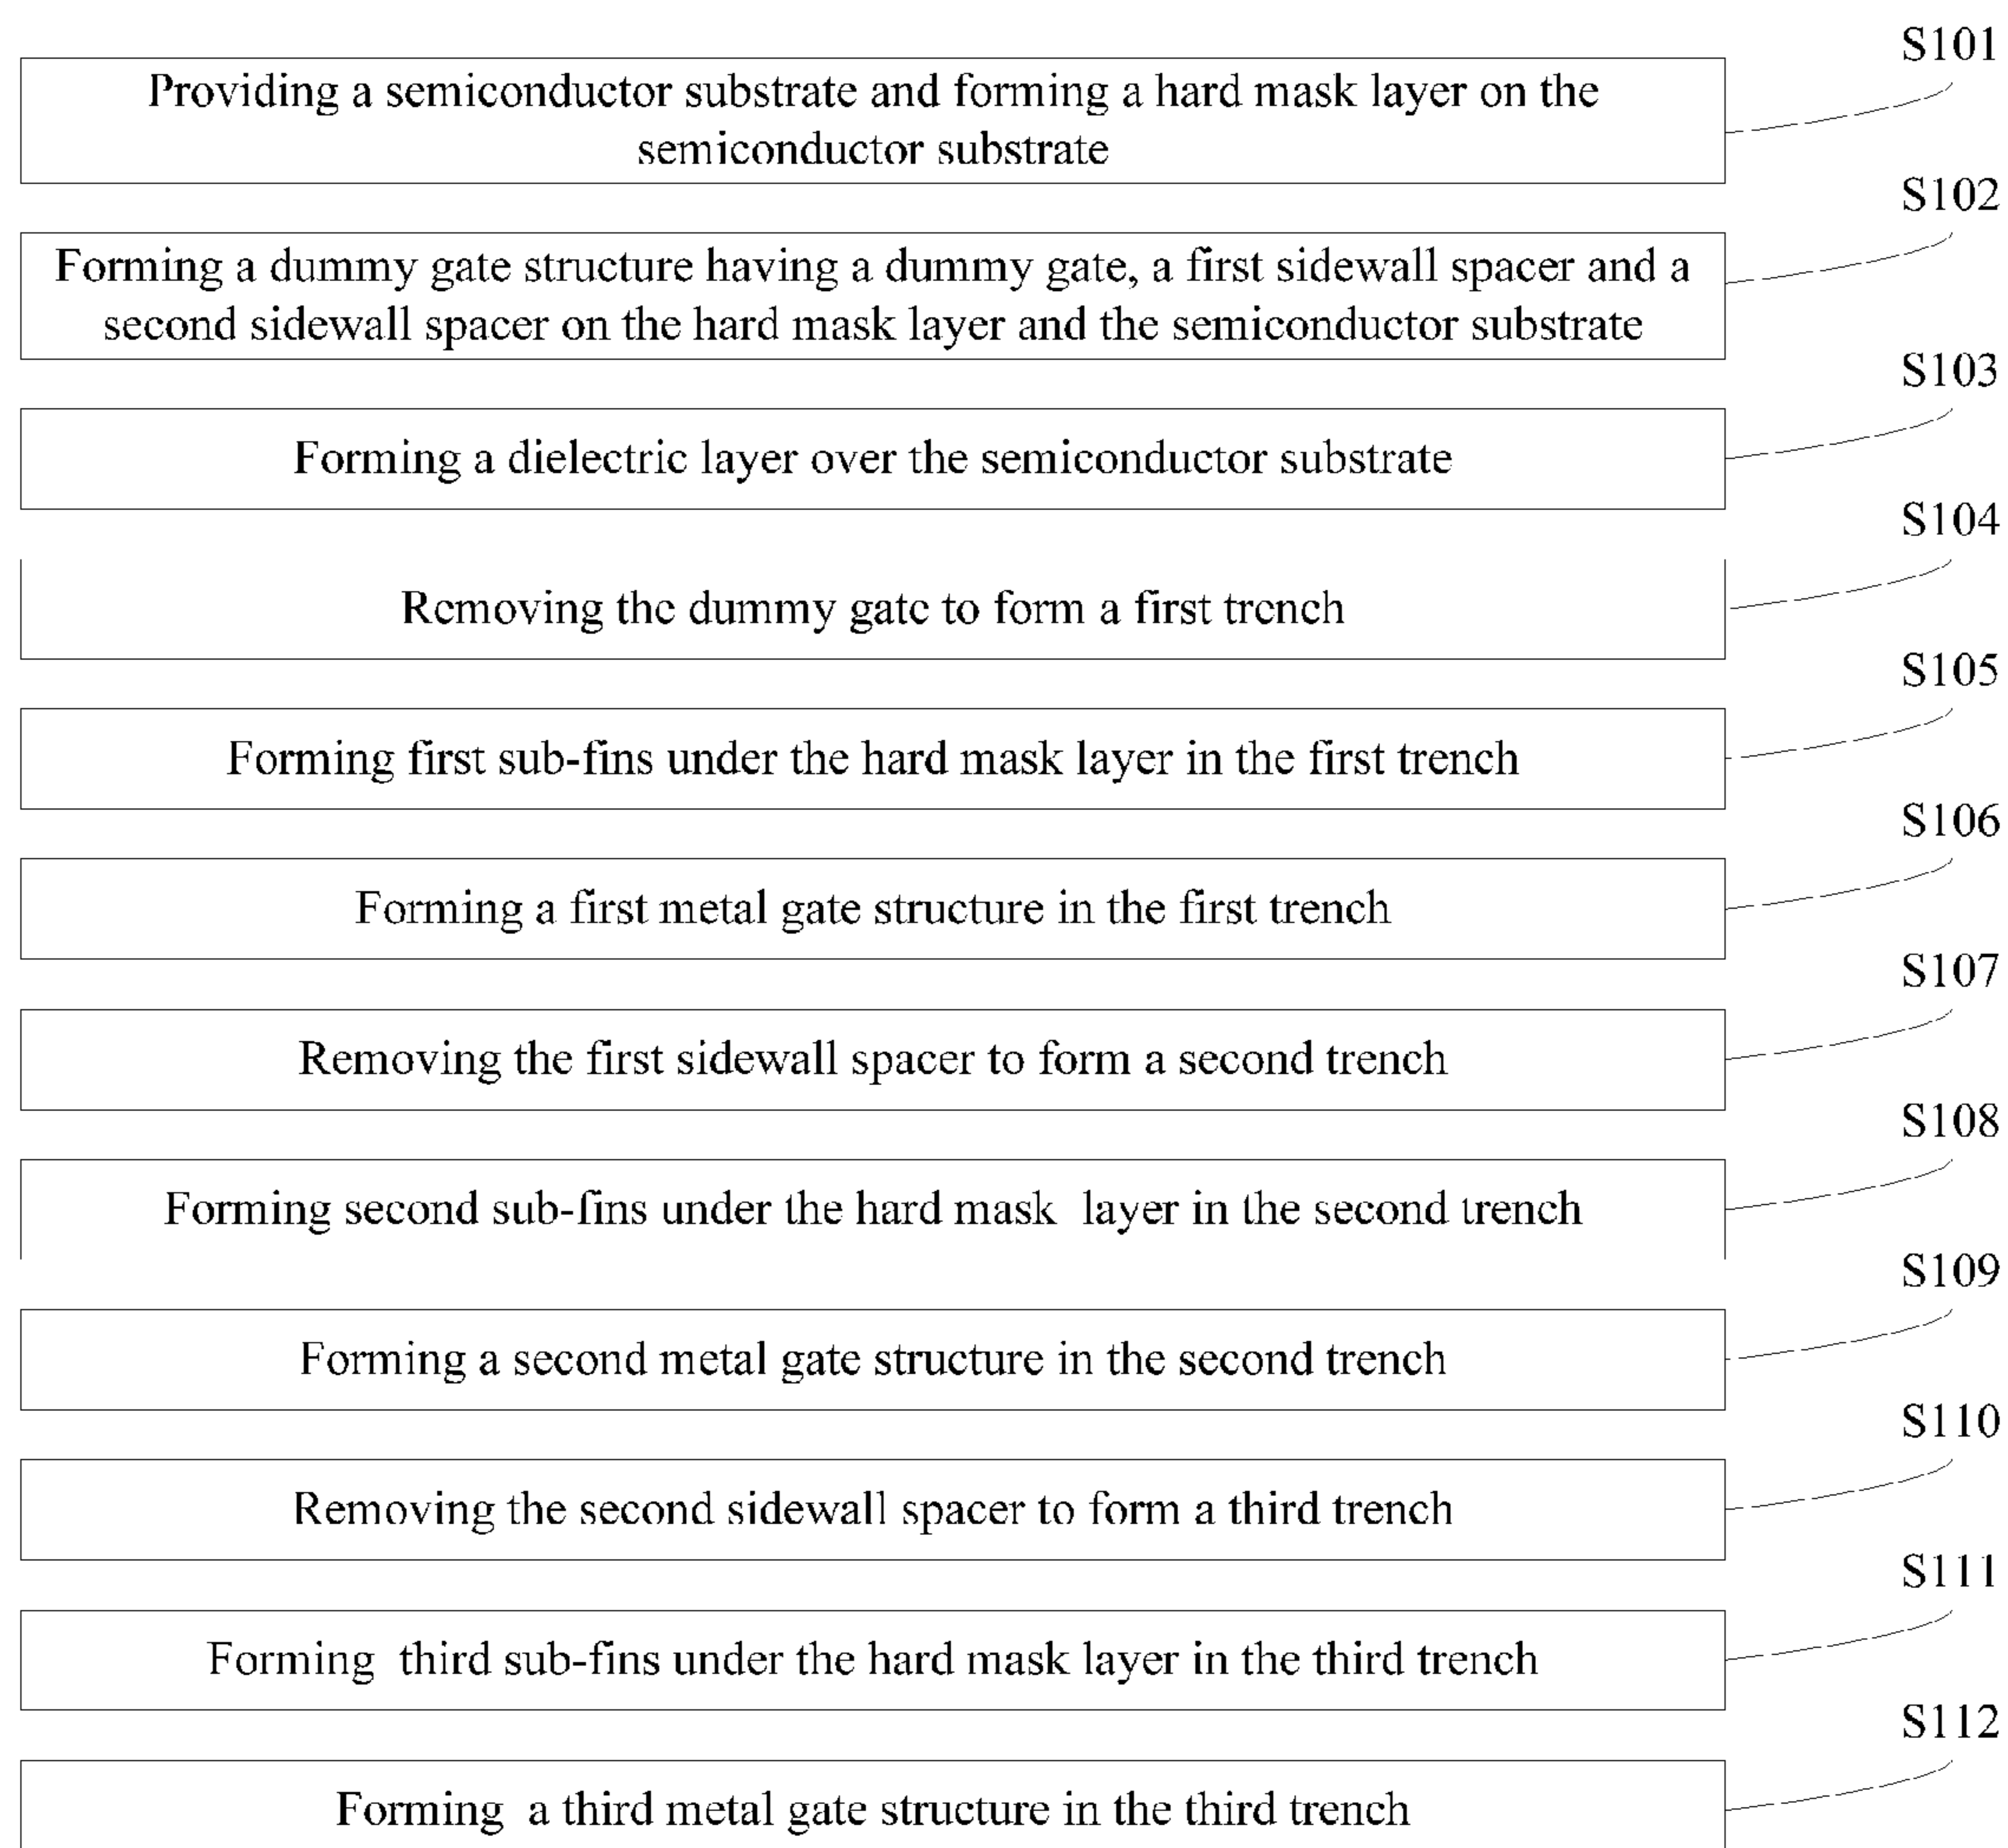 S101
Providing a semiconductor substrate and forming a hard mask layer on the
semiconductor substrate
S102
Forming a dummy gate structure having a dummy gate, a first sidewall spacer and a
second sidewall spacer on the hard mask layer and the semiconductor substrate
S103
Forming a dielectric layer over the semiconductor substrate
S104
Removing the dummy gate to form a first trench
S105
Forming first sub-fins under the hard mask layer in the first trench
S106
Forming a first metal gate structure in the first trench
S107
Removing the first sidewall spacer to form a second trench
S108
Forming second sub-fins under the hard mask layer in the second trench
S109
Forming a second metal gate structure in the second trench
S110
Removing the second sidewall spacer to form a third trench
S111
Forming third sub-fins under the hard mask layer in the third trench
S112
Forming a third metal gate structure in the third trench